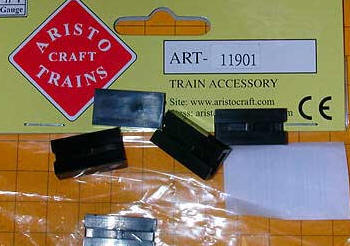 Gauge
ARISTO
CRAFT
TRAINS
ART- 11901
TRAIN ACCESSORY
Site: www.aristocraft.com
CE